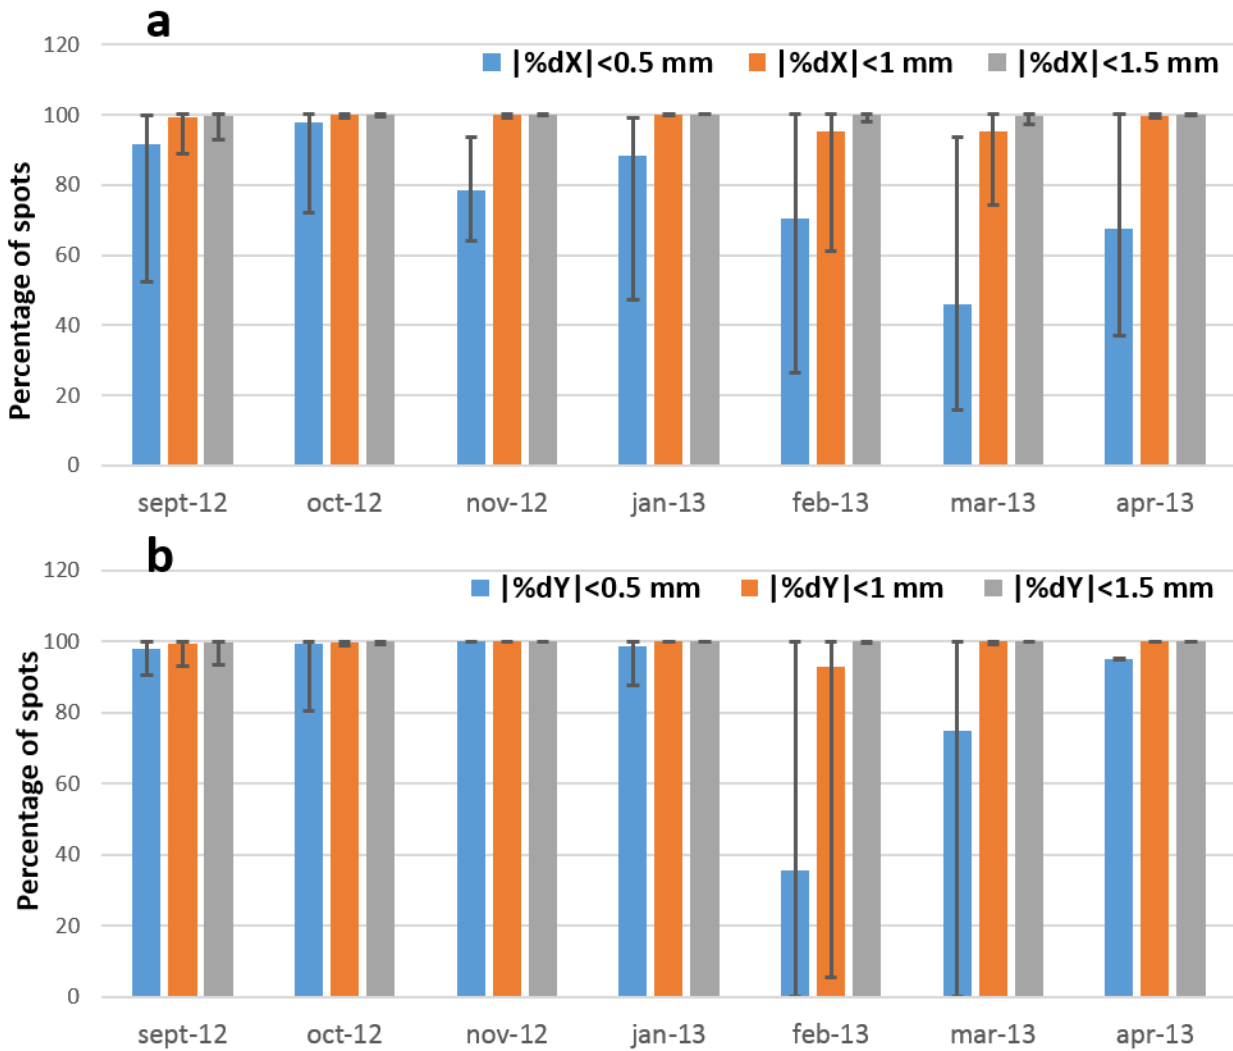 a
120
|%dX|<0.5 mm |%dX|<1 mm |%dX|<1.5 mm
100
80
60
40
20
0
Percentage of spots
sept-12 oct-12 nov-12 jan-13 feb-13 mar-13 apr-13
b
120
|%dY|<0.5 mm |%dY|<1 mm |%dY|<1.5 mm
100
80
60
40
20
0
Percentage of spots
sept-12 oct-12 nov-12 jan-13 feb-13 mar-13 apr-13